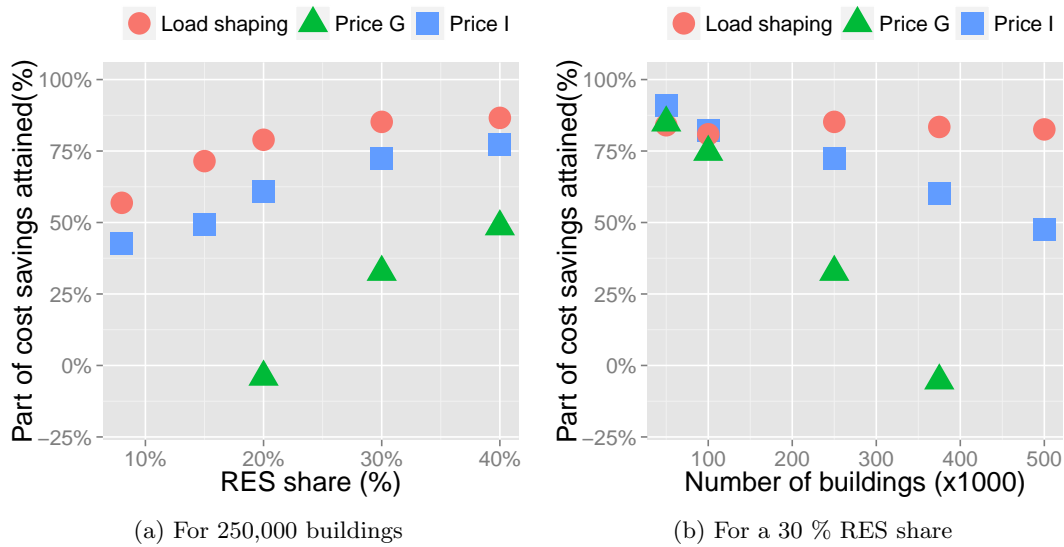 Load shaping Price G Price I
Part of cost savings attained(%)
100%
75%
50%
25%
0%
−25%
10% 20% 30% 40%
RES share (%)
(a) For 250,000 buildings
Load shaping Price G Price I
Part of cost savings attained(%)
100%
75%
50%
25%
0%
−25%
100 200 300 400 500
Number of buildings (x1000)
(b) For a 30 % RES share